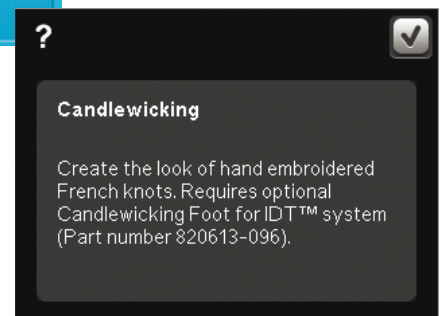 ?
Candlewicking
Create the look of hand embroidered
French knots. Requires optional
Candlewicking Foot for IDT™ system
(Part number 820613-096).